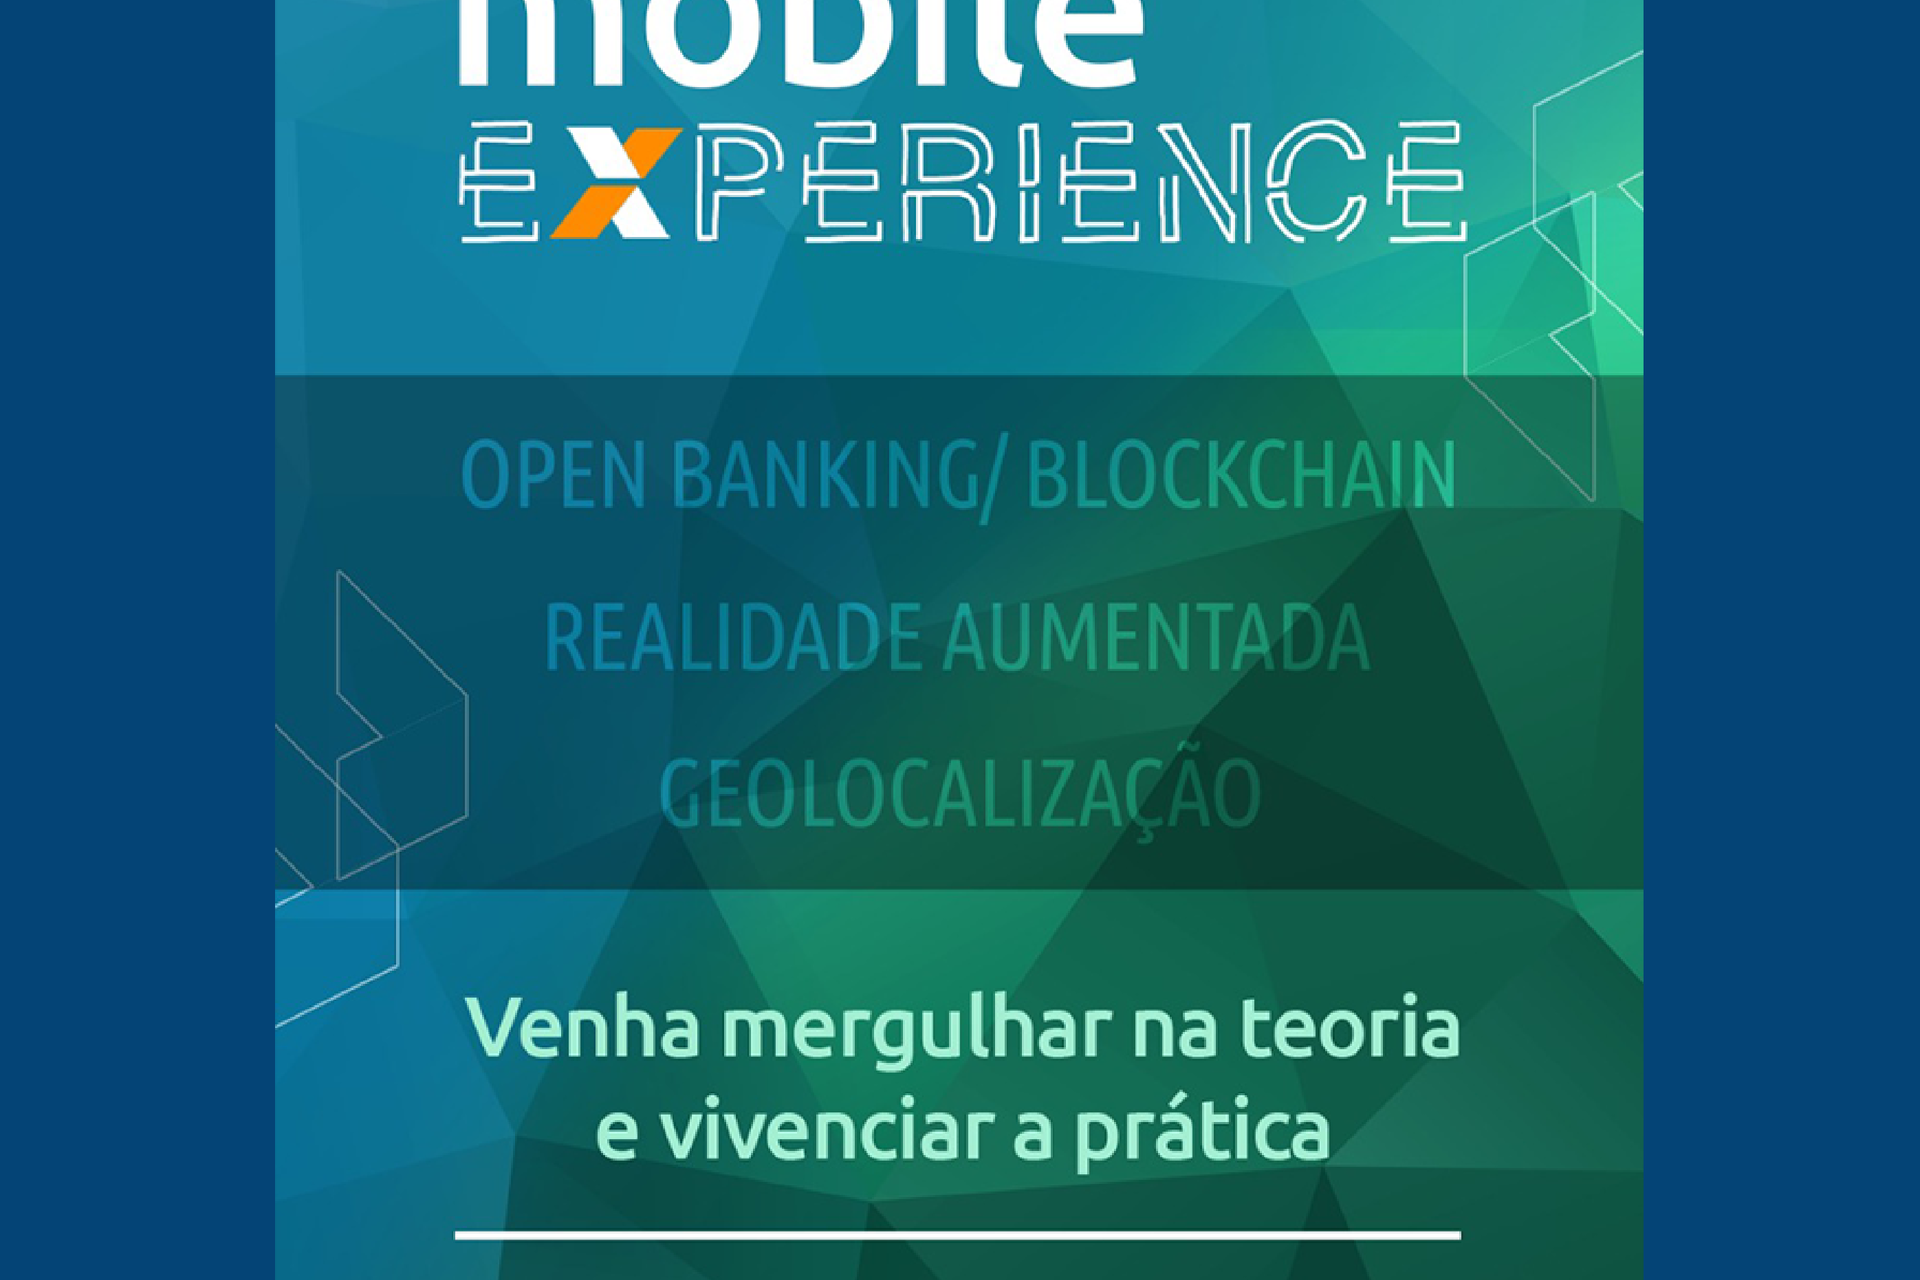 mobile
EXPERIENCE
OPEN BANKING/ BLOCKCHAIN
REALIDADE AUMENTADA
GEOLOCALIZAÇÃO
Venha mergulhar na teoria
e vivenciar a prática